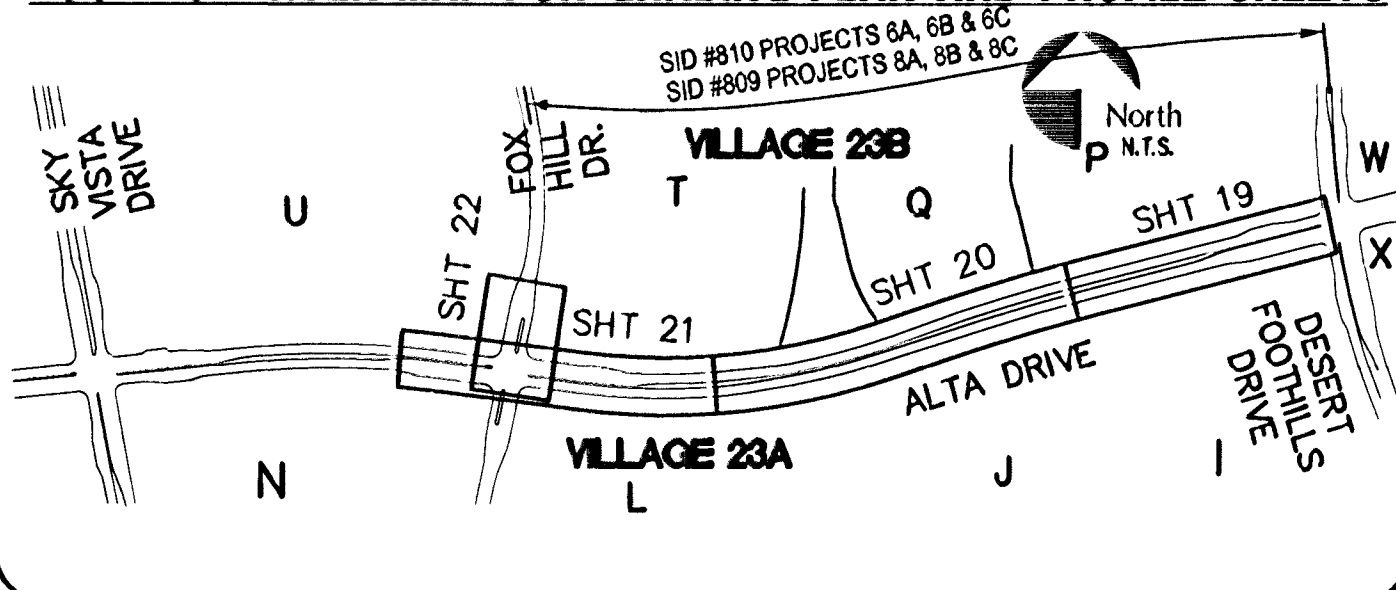 SID #810 PROJECTS 6A, 6B & 6C
SID #809 PROJECTS 8A, 8B & 8C
North
N.T.S.
SKY
VISTA
DRIVE
FOX
HILL
DR.
VILLAGE 23B
P
W
U
T
Q
SHT 19
X
SHT 22
SHT 20
SHT 21
ALTA DRIVE
DESERT
FOOTHILLS
DRIVE
VILLAGE 23A
N
L
J
I